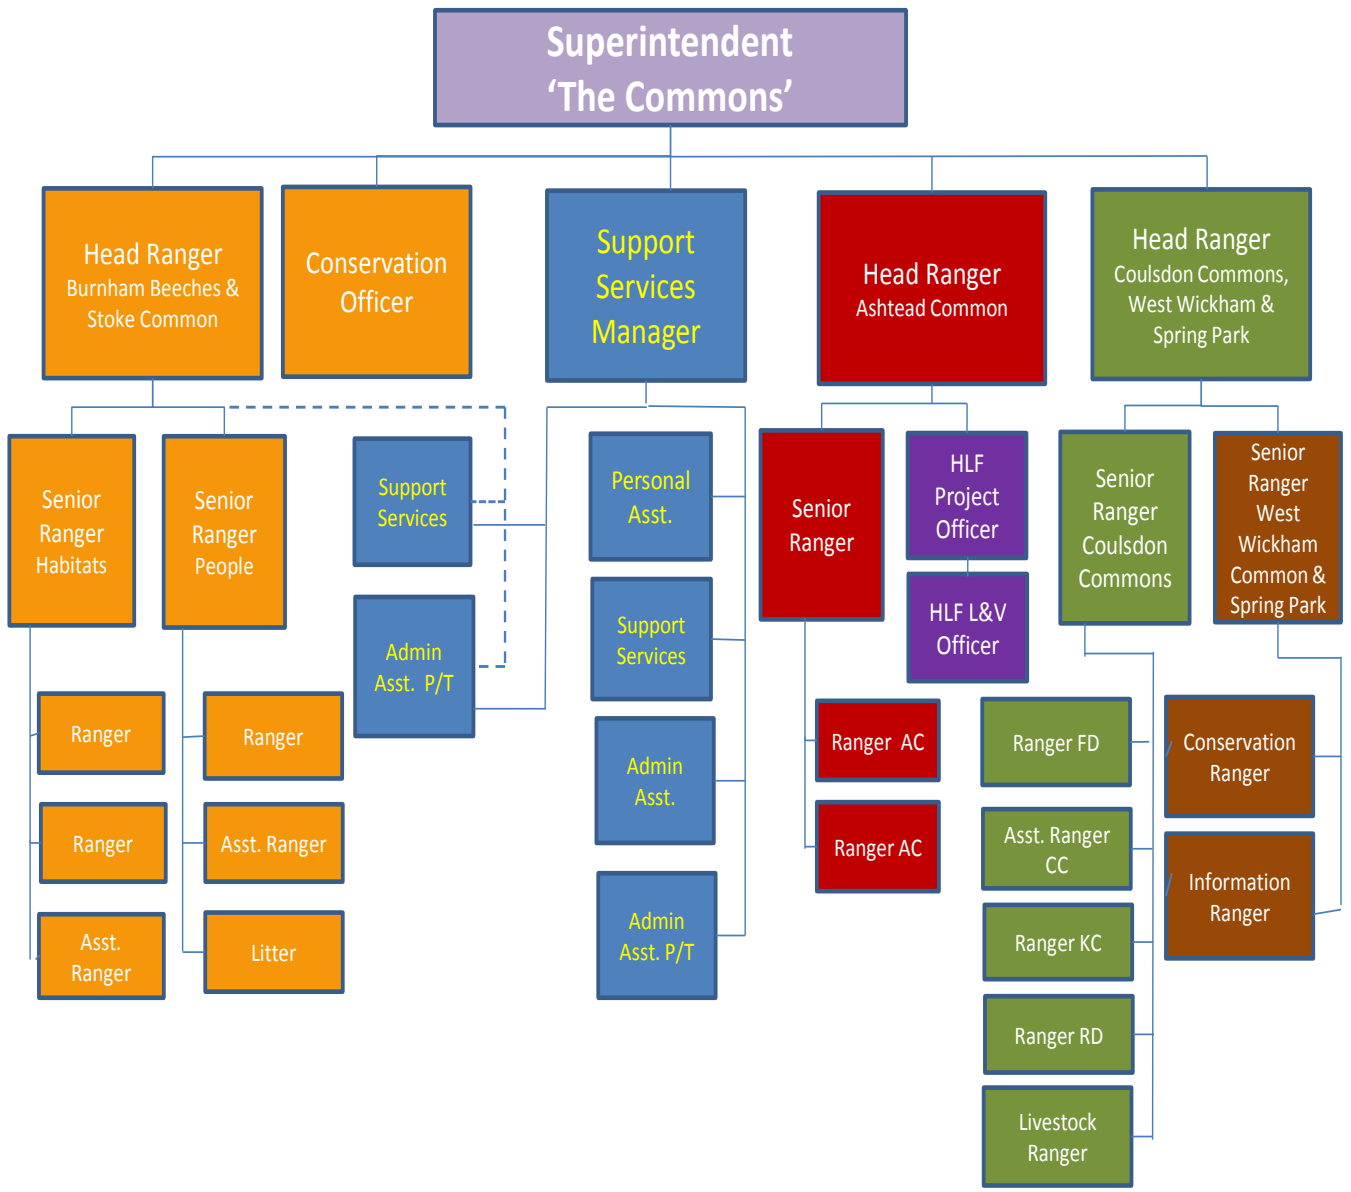 Superintendent
‘The Commons’
Head Ranger
Burnham Beeches &
Stoke Common
Conservation
Officer
Support
Services
Manager
Head Ranger
Ashtead Common
Head Ranger
Coulsdon Commons,
West Wickham &
Spring Park
Senior
Ranger
Habitats
Senior
Ranger
People
Support
Services
Admin
Asst. P/T
Personal
Asst.
Support
Services
Admin
Asst.
Admin
Asst. P/T
Senior
Ranger
HLF
Project
Officer
HLF L&V
Officer
Senior
Ranger
Coulsdon
Commons
Senior
Ranger
West
Wickham
Common &
Spring Park
Ranger
Ranger
Asst.
Ranger
Ranger
Asst. Ranger
Litter
Ranger AC
Ranger AC
Ranger FD
Asst. Ranger
CC
Ranger KC
Ranger RD
Livestock
Ranger
Conservation
Ranger
Information
Ranger